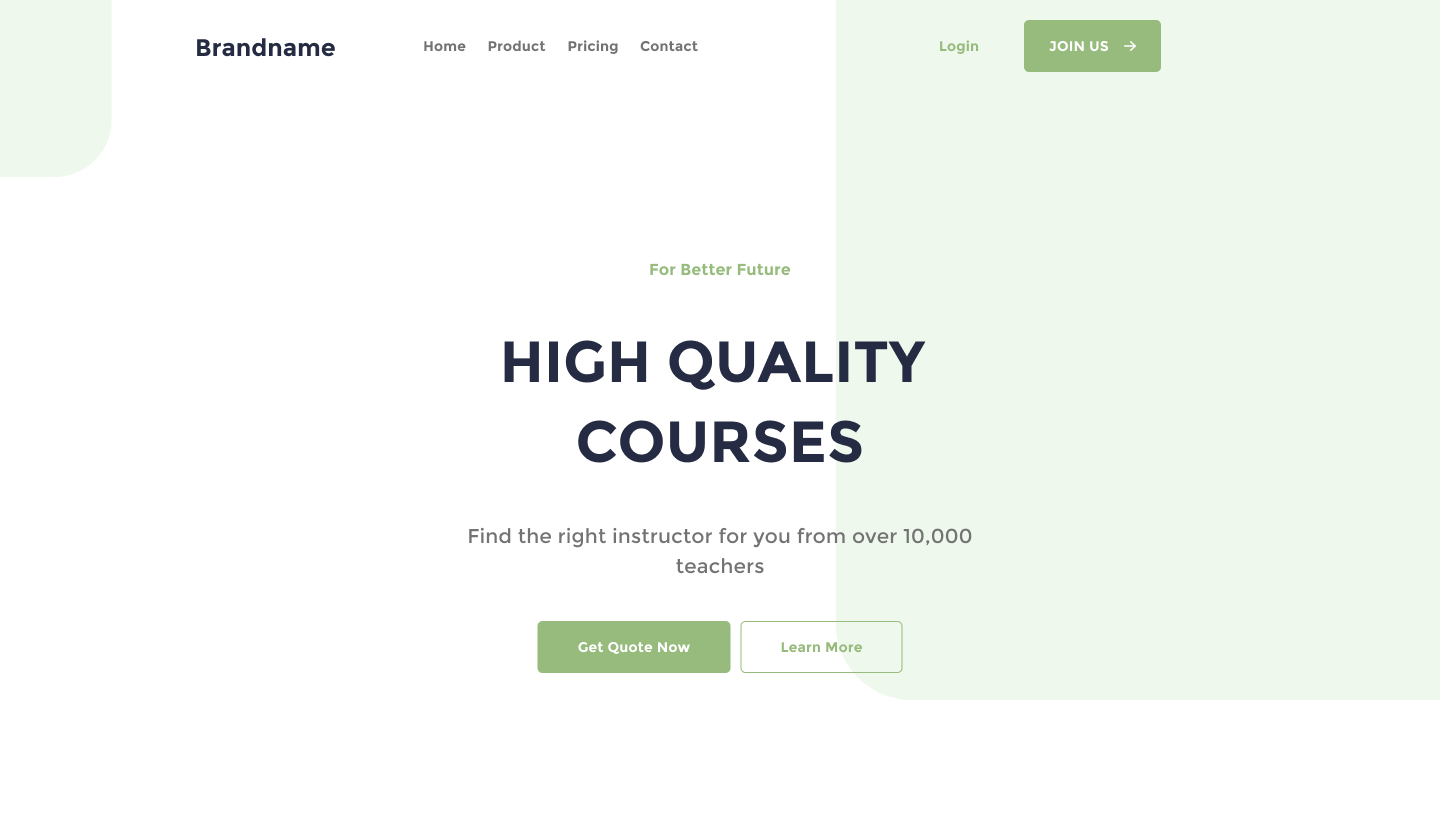 Brandname
Home Product Pricing Contact
Login
JOIN US
For Better Future
HIGH QUALITY
COURSES
Find the right instructor for you from over 10,000
teachers
Get Quote Now
Learn More